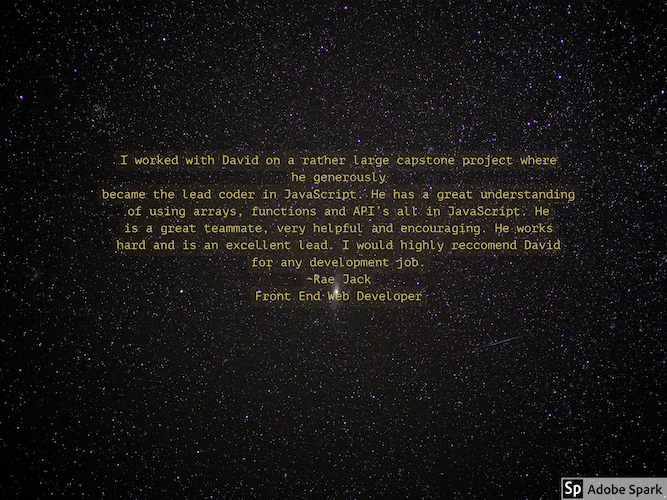 I worked with David on a rather large capstone project where
he generously
became the lead coder in JavaScript. He has a great understanding
of using arrays, functions and API's all in JavaScript. He
is a great teammate, very helpful and encouraging. He works
hard and is an excellent lead. I would highly reccomend David
for any development job.
~Rae Jack
Front End Web Developer
Sp Adobe Spark